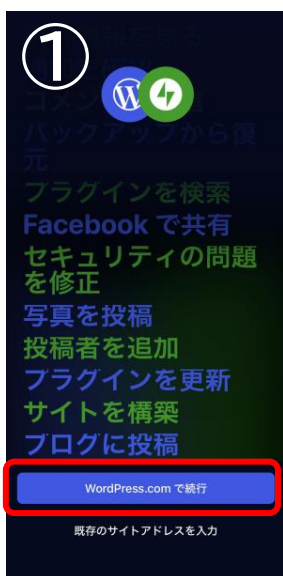 ①
コメン
バックアップから復
元
プラグインを検索
Facebook で共有
セキュリティの問題
を修正
写真を投稿
投稿者を追加
プラグインを更新
サイトを構築
ブログに投稿
WordPress.com で続行
既存のサイトアドレスを入力